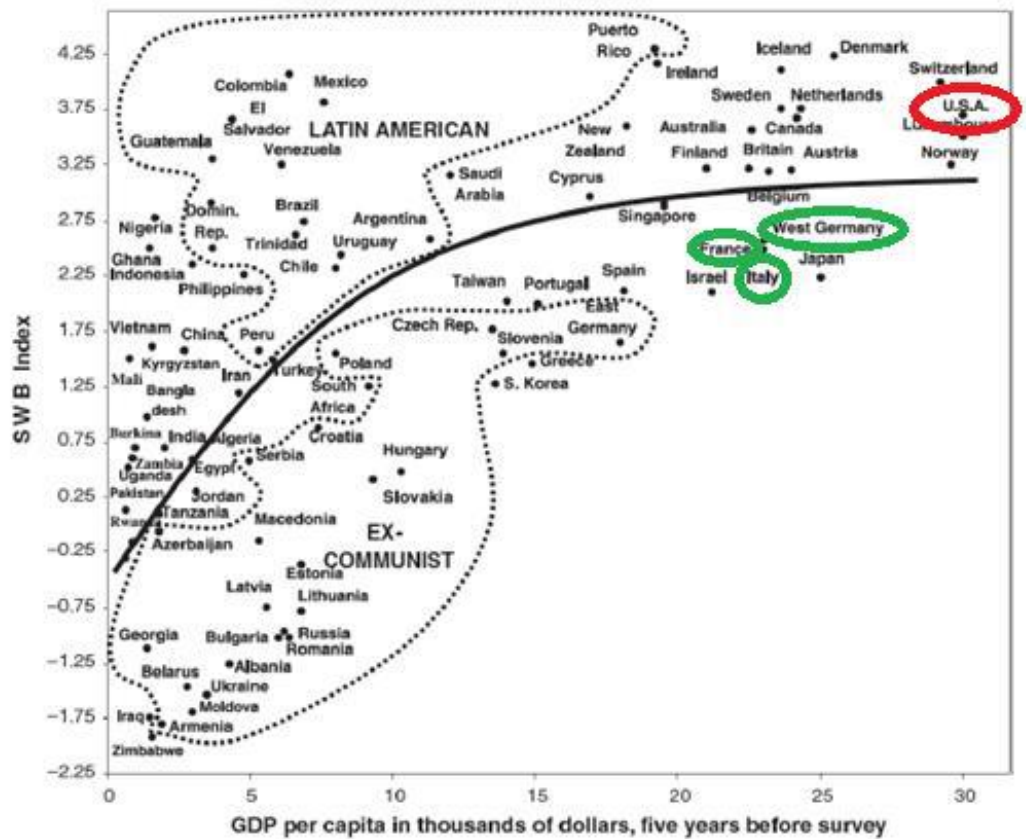 4.25
3.75
3.25
2.75
2.25
1.75
1.25
0.75
0.25
−0.25
−0.75
−1.25
−1.75
−2.25
SWB Index
Puerto
Rico
Iceland
Denmark
Ireland
Switzerland
Colombia
Mexico
El
Salvador
Sweden
Netherlands
U.S.A.
LATIN AMERICAN
Guatemala
Venezuela
New
Zealand
Australia
Canada
Finland
Britain
Austria
Norway
Saudi
Arabia
Cyprus
Belgium
Singapore
Nigeria
Domin.
Rep.
Brazil
Argentina
Trinidad
Uruguay
West Germany
Ghana
Chile
France
Japan
Indonesia
Philippines
Taiwan
Portugal
Spain
Israel
Italy
East
Germany
Vietnam
China
Peru
Czech Rep.
Slovenia
Kyrgyzstan
Turkey
Poland
Greece
Mali
Iran
South
Africa
S. Korea
Bangla
desh
Burkina
India
Algeria
Croatia
Zambia
Egypt
Serbia
Hungary
Uganda
Pakistan
Jordan
Slovakia
Tanzania
Macedonia
Azerbaijan
EX-
COMMUNIST
Estonia
Latvia
Lithuania
Georgia
Bulgaria
Russia
Romania
Belarus
Albania
Ukraine
Moldova
Iraq
Armenia
Zimbabwe
0
5
10
15
20
25
30
GDP per capita in thousands of dollars, five years before survey